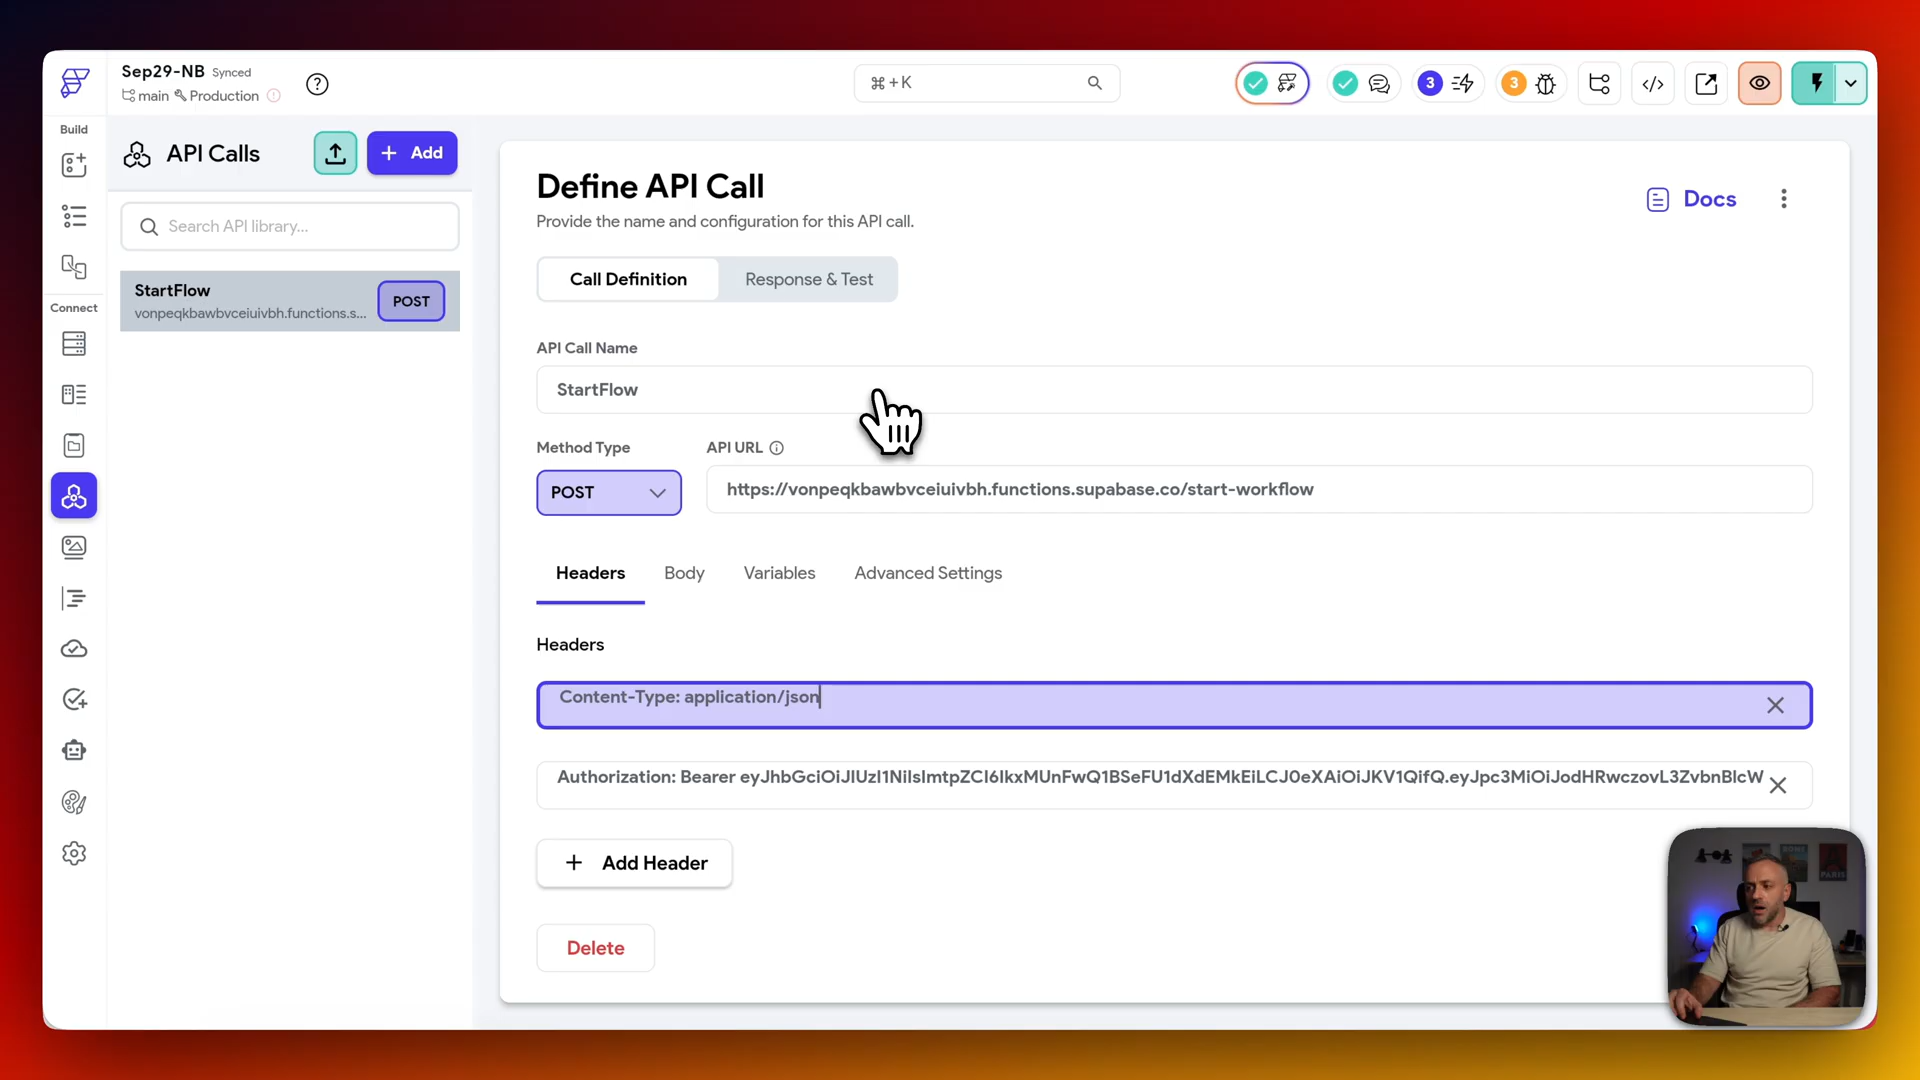 Sep29-NB Synced
main Production
⌘+K
3
3
Build
API Calls
+ Add
Search API library...
StartFlow
vonpeqkbawbvceiuivbh.functions.s...
POST
Connect
Define API Call
Provide the name and configuration for this API call.
Docs
Call Definition
Response & Test
API Call Name
StartFlow
Method Type
API URL
POST
https://vonpeqkbawbvceiuivbh.functions.supabase.co/start-workflow
Headers
Body
Variables
Advanced Settings
Headers
Content-Type: application/json
Authorization: Bearer eyJhbGciOiJIUzI1NiIsImtpZCI6IkxMUnFwQ1BSeFU1dXdEMkEiLCJ0eXAiOiJKV1QifQ.eyJpc3MiOiJodHRwczovL3ZvbnBlcW
+ Add Header
Delete
ROME
PARIS